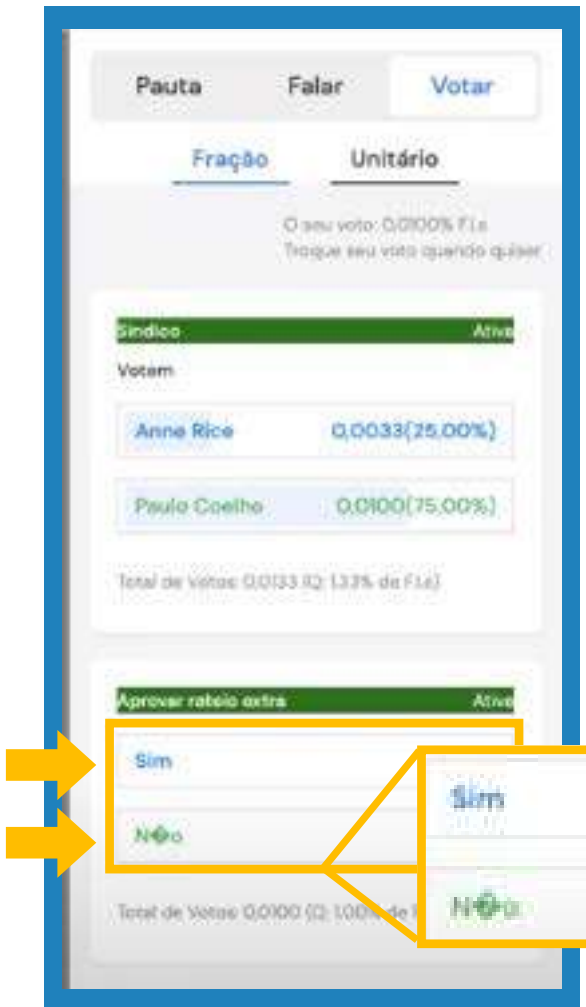 Pauta Falar Votar
Fração Unitário
O seu voto: 0,0100% F.I.s
Troque seu voto quando quiser
Síndico Ativa
Votem
Anne Rice 0,0033(25,00%)
Paulo Coelho 0,0100(75,00%)
Total de Votos: 0,0133 (Q: 1,33% de F.I.s)
Aprovar rateio extra Ativa
Sim
N�o
Total de Votos: 0,0100 (Q: 1,00% de
Sim
N�o